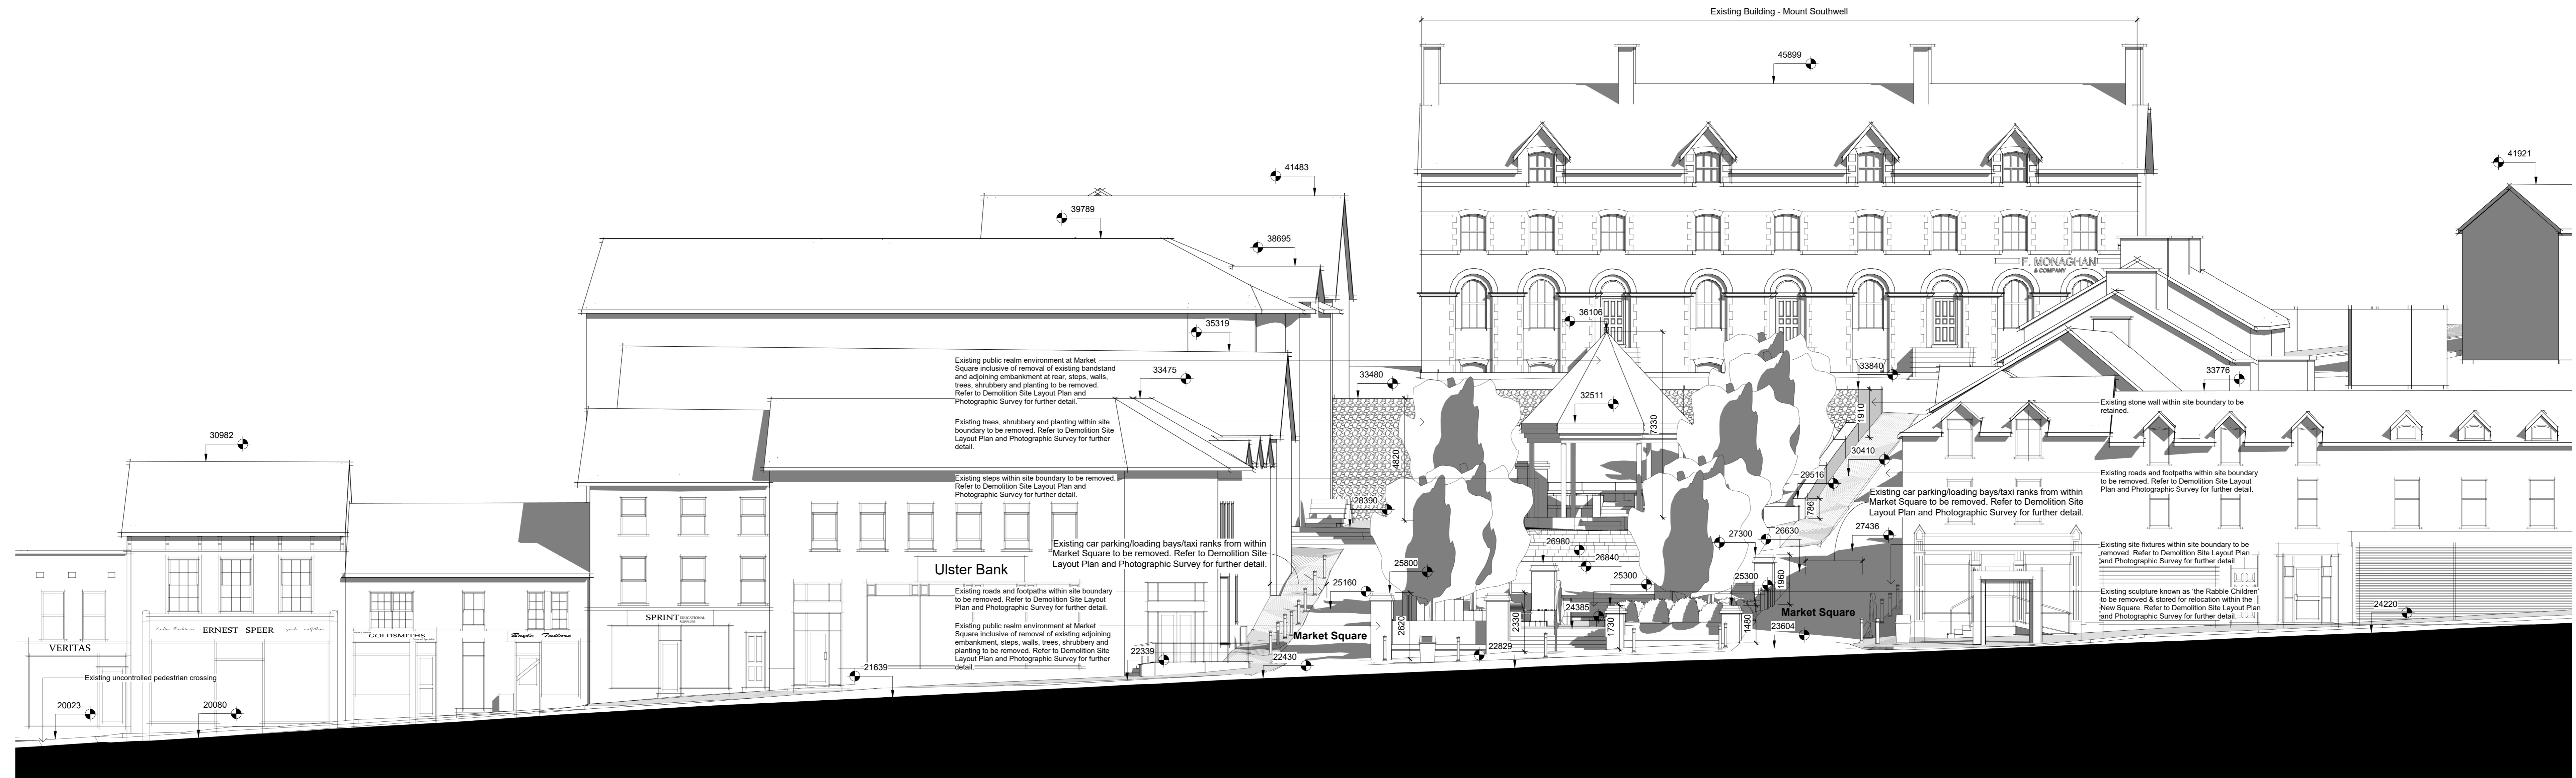 Existing Building - Mount Southwell
45899
41483
41921
39789
38695
F. MONAGHAN
& COMPANY
36106
35319
Existing public realm environment at Market
Square inclusive of removal of existing bandstand
and adjoining embankment at rear, steps, walls,
trees, shrubbery and planting to be removed.
Refer to Demolition Site Layout Plan and
Photographic Survey for further detail.
33475
33480
33840
33776
32511
7330
1910
Existing stone wall within site boundary to be
retained.
Existing trees, shrubbery and planting within site
boundary to be removed. Refer to Demolition Site
Layout Plan and Photographic Survey for further
detail.
30982
4820
30410
29516
786
Existing steps within site boundary to be removed.
Refer to Demolition Site Layout Plan and
Photographic Survey for further detail.
Existing roads and footpaths within site boundary
to be removed. Refer to Demolition Site Layout
Plan and Photographic Survey for further detail.
Existing car parking/loading bays/taxi ranks from within
Market Square to be removed. Refer to Demolition Site
Layout Plan and Photographic Survey for further detail.
28390
27436
27300
26630
26980
26840
Existing car parking/loading bays/taxi ranks from within
Market Square to be removed. Refer to Demolition Site
Layout Plan and Photographic Survey for further detail.
Existing site fixtures within site boundary to be
removed. Refer to Demolition Site Layout Plan
and Photographic Survey for further detail.
Ulster Bank
25800
25160
25300
25300
1960
Existing roads and footpaths within site boundary
to be removed. Refer to Demolition Site Layout
Plan and Photographic Survey for further detail.
Existing sculpture known as 'the Rabble Children'
to be removed & stored for relocation within the
New Square. Refer to Demolition Site Layout Plan
and Photographic Survey for further detail.
24385
24220
Market Square
2620
2330
1730
1480
23604
SPRINT EDUCATIONAL
SUPPLIES
Existing public realm environment at Market
Square inclusive of removal of existing adjoining
embankment, steps, walls, trees, shrubbery and
planting to be removed. Refer to Demolition Site
Layout Plan and Photographic Survey for further
detail.
Market Square
ERNEST SPEER
GOLDSMITHS
Boyle Tailors
VERITAS
22339
22430
22829
21639
Existing uncontrolled pedestrian crossing
20023
20080